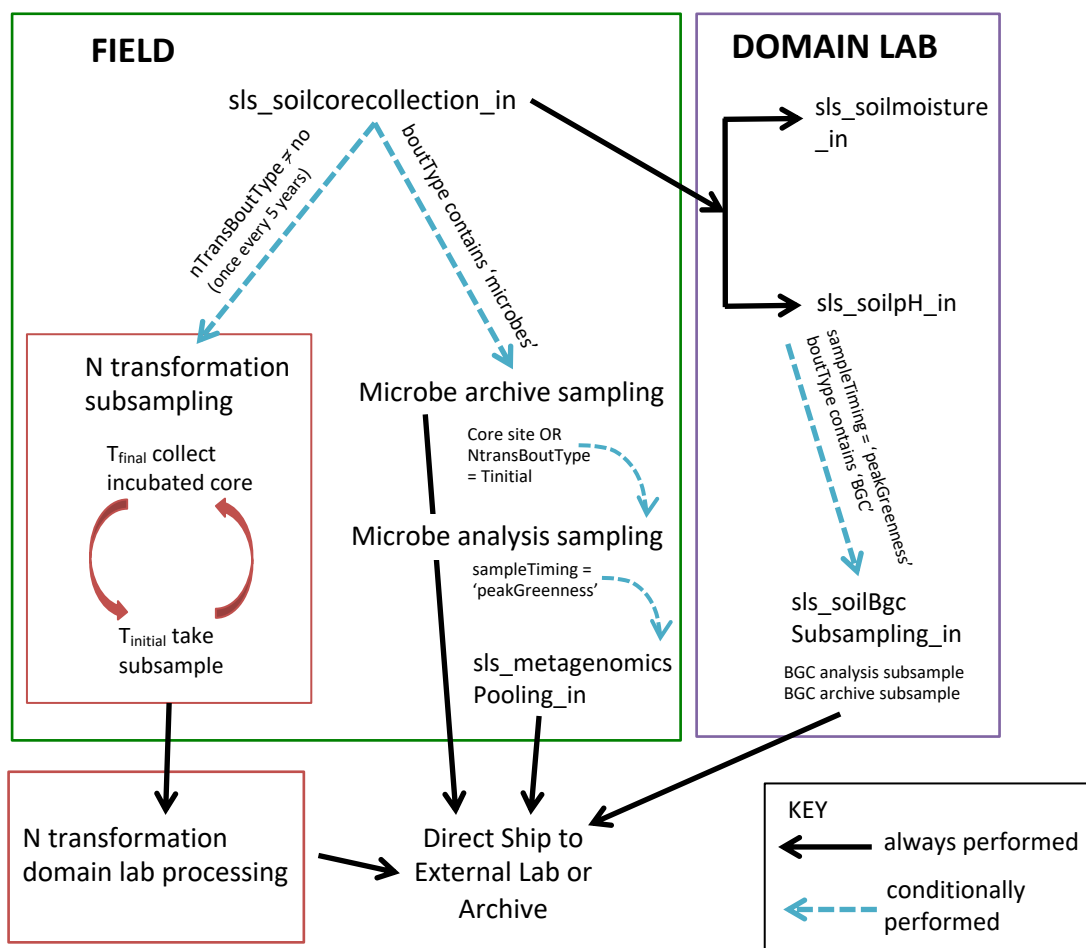 FIELD
sls_soilcorecollection_in
nTransBoutType ≠ no
(once every 5 years)
boutType contains ‘microbes’
N transformation
subsampling
Tfinal collect
incubated core
Tinitial take
subsample
Microbe archive sampling
Core site OR
NtransBoutType
= Tinitial
Microbe analysis sampling
sampleTiming =
‘peakGreenness’
sls_metagenomics
Pooling_in
DOMAIN LAB
sls_soilmoisture
_in
sls_soilpH_in
sampleTiming = ‘peakGreenness’
boutType contains ‘BGC’
sls_soilBgc
Subsampling_in
BGC analysis subsample
BGC archive subsample
N transformation
domain lab processing
Direct Ship to
External Lab or
Archive
KEY
always performed
conditionally
performed